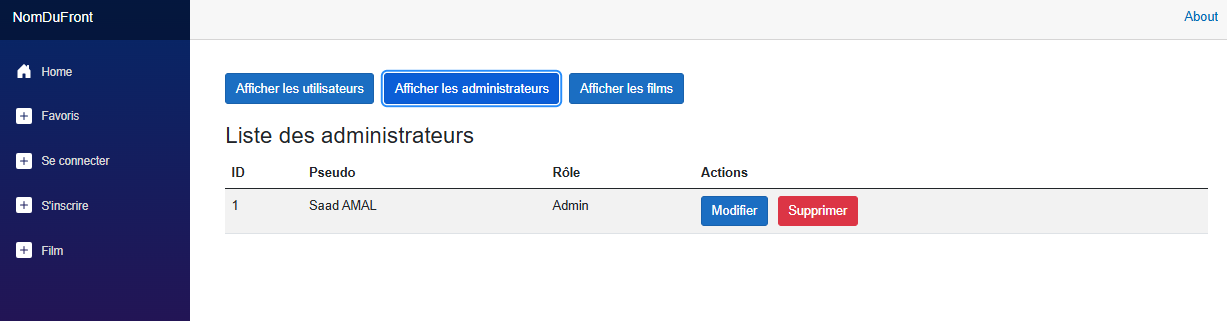 NomDuFront
About
Home
Favoris
Se connecter
S'inscrire
Film
Afficher les utilisateurs
Afficher les administrateurs
Afficher les films
Liste des administrateurs
ID Pseudo Rôle Actions
1 Saad AMAL Admin Modifier Supprimer